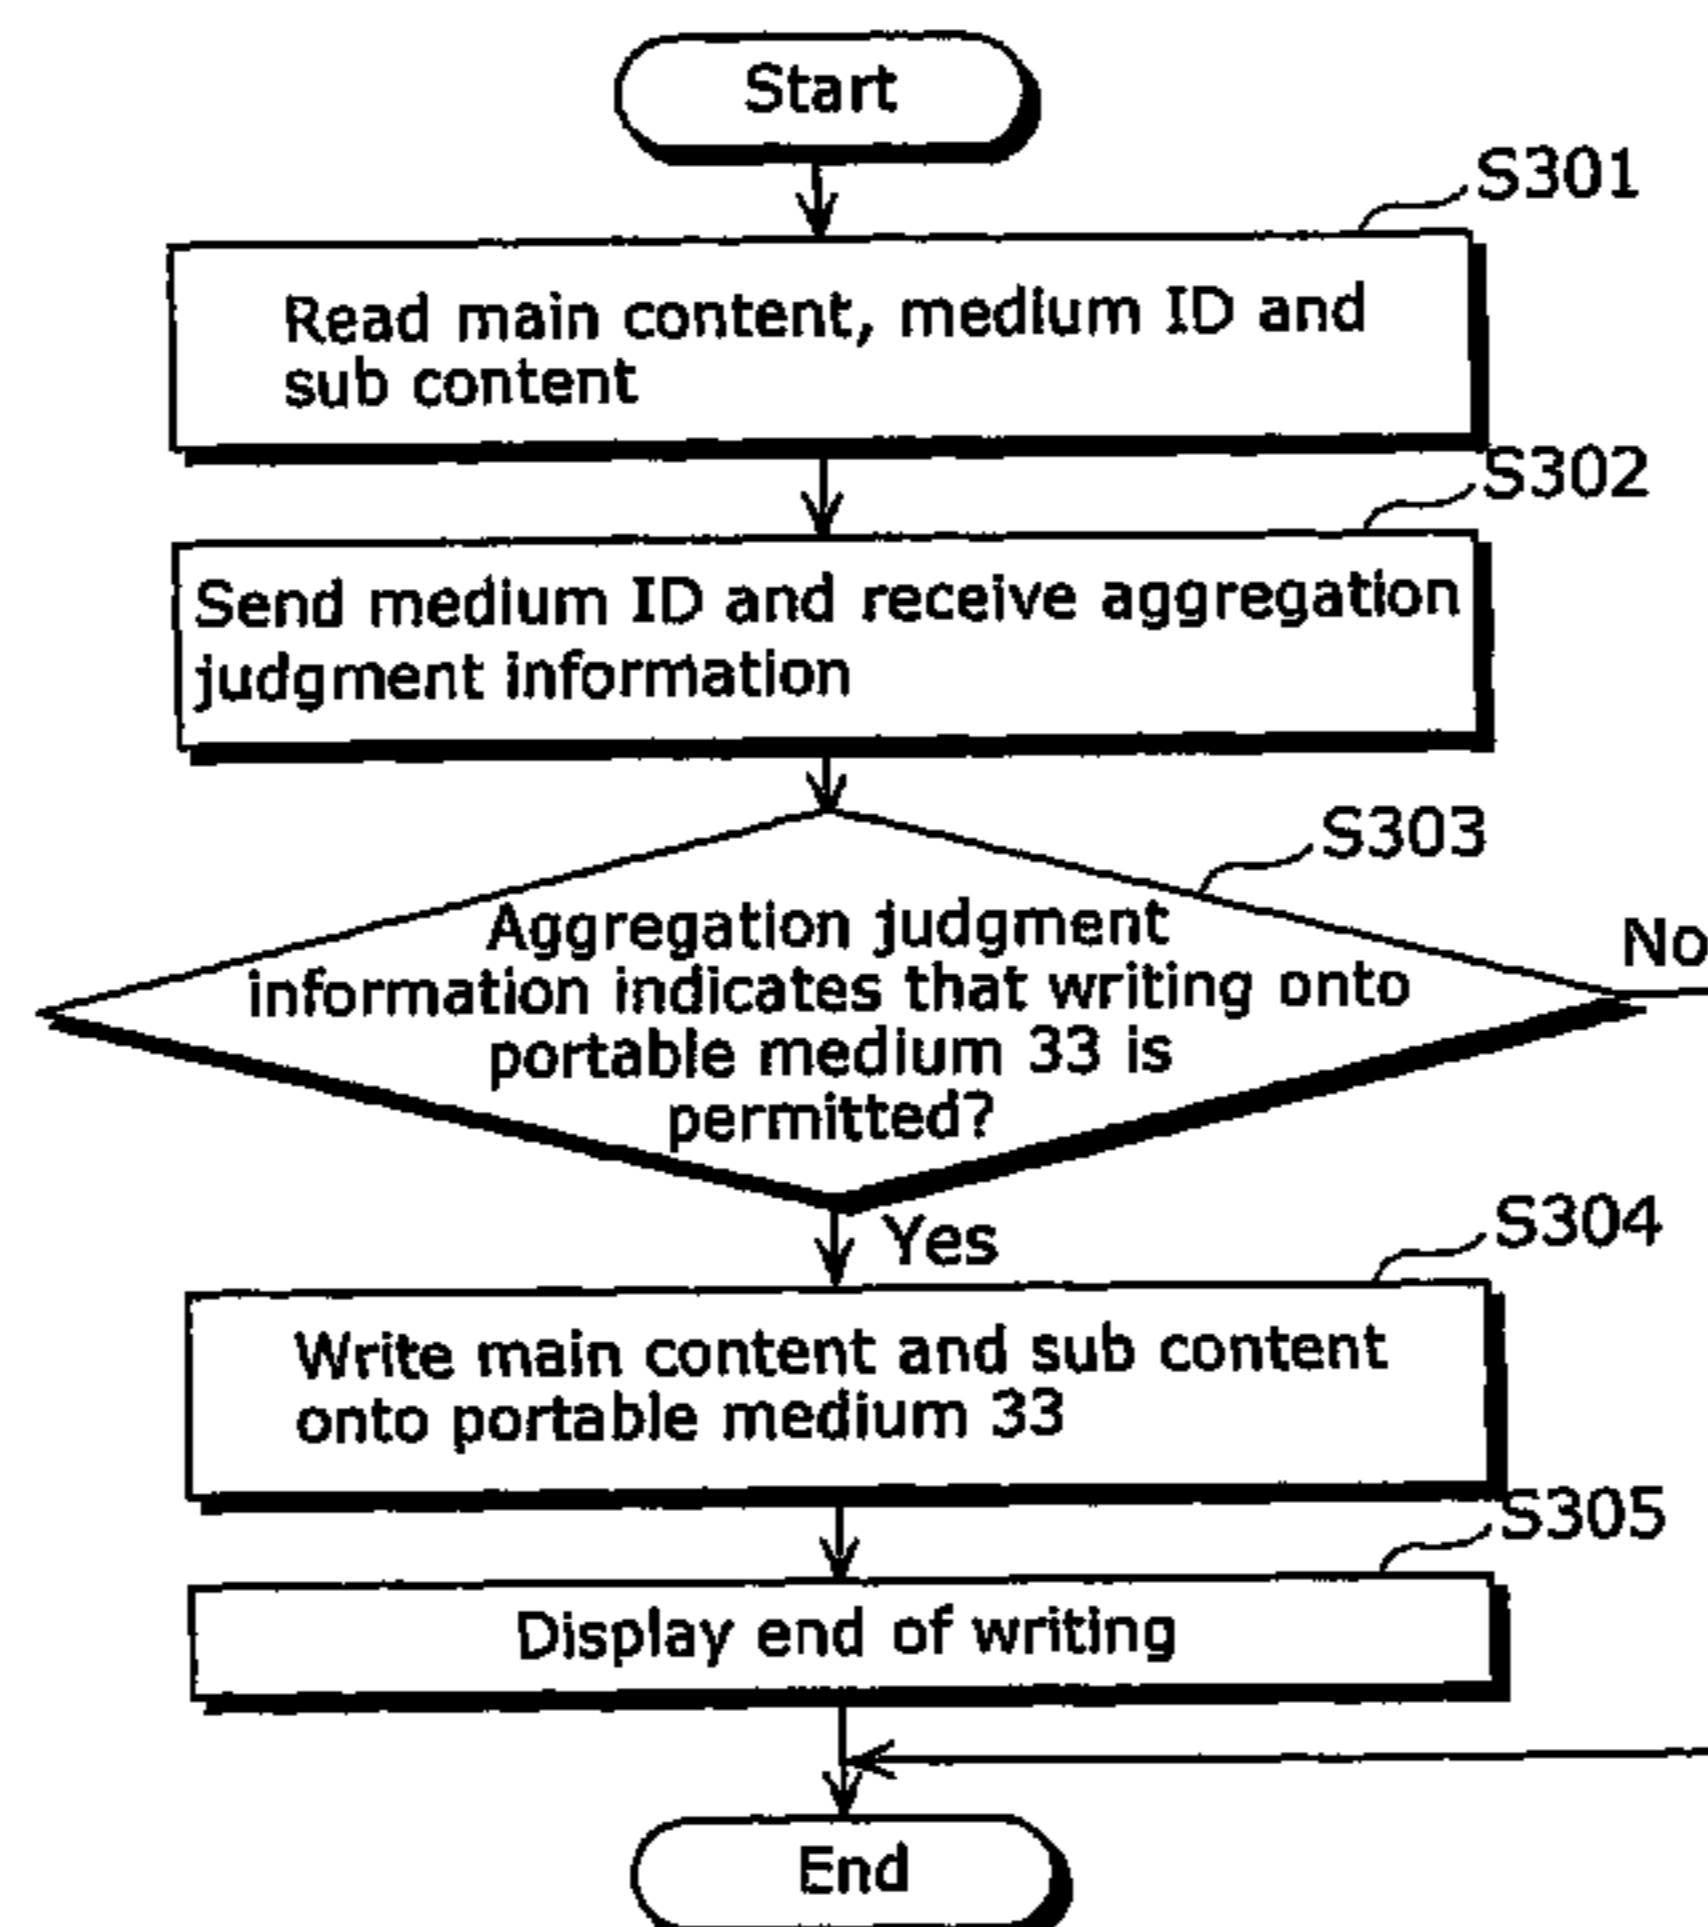 Start
S301
Read main content, medium ID and
sub content
S302
Send medium ID and receive aggregation
judgment information
S303
Aggregation judgment
information indicates that writing onto
portable medium 33 is
permitted?
No
Yes
S304
Write main content and sub content
onto portable medium 33
S305
Display end of writing
End